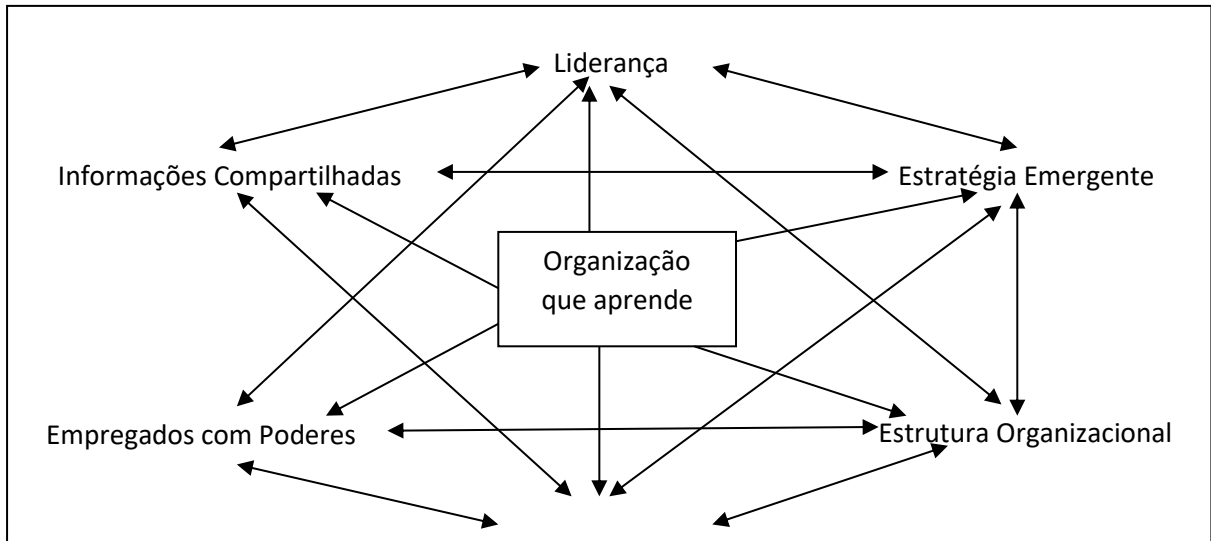 Liderança
Informações Compartilhadas
Estratégia Emergente
Organização
que aprende
Empregados com Poderes
Estrutura Organizacional